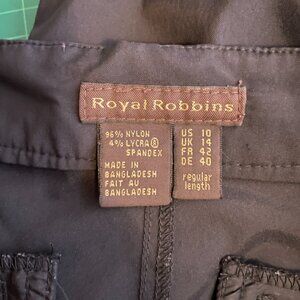 Royal Robbins
96% NYLON
4% LYCRA®
SPANDEX
MADE IN
BANGLADESH
FAIT AU
BANGLADESH
US 10
UK 14
FR 42
DE 40
regular
length